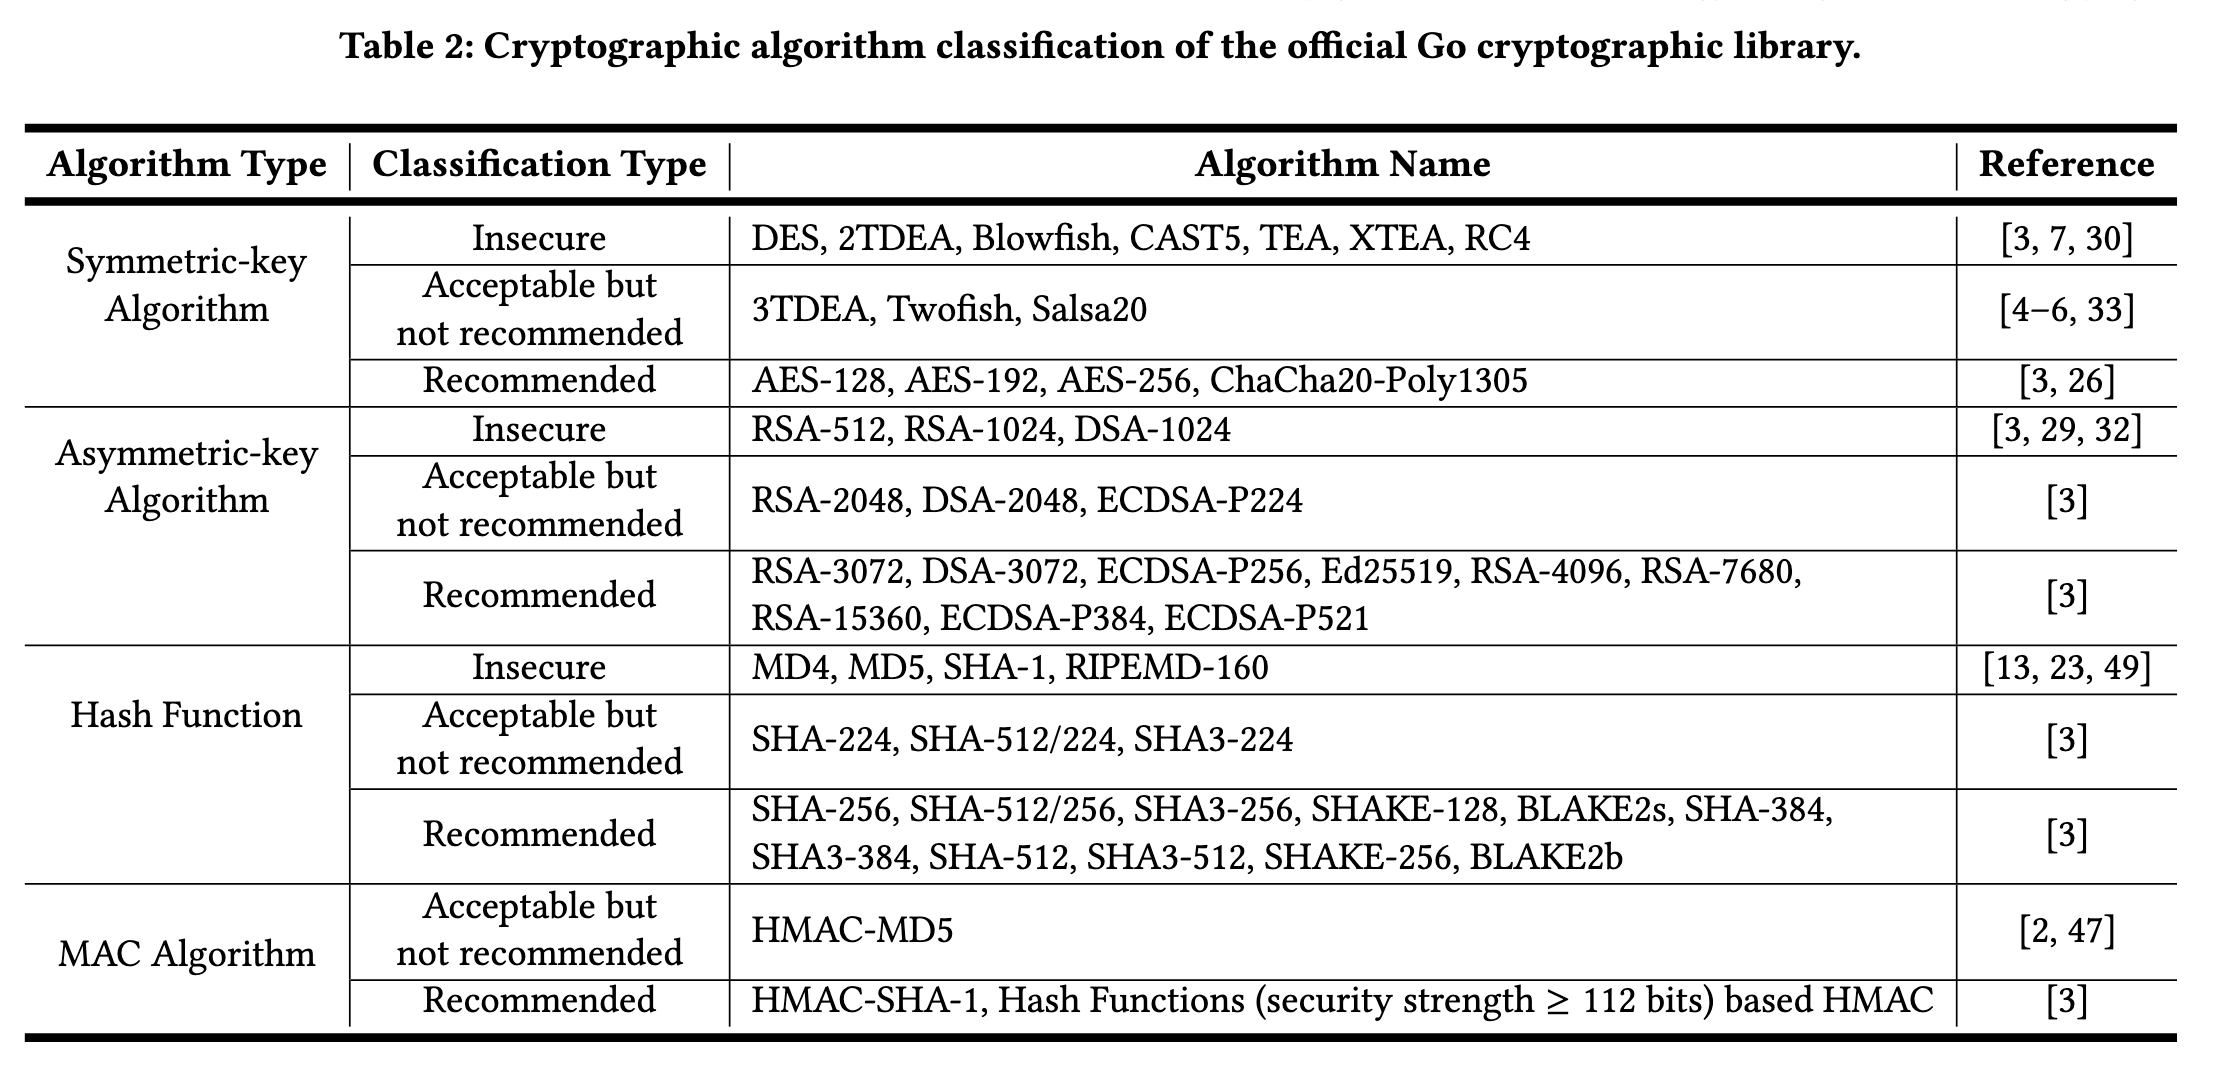 Table 2: Cryptographic algorithm classification of the official Go cryptographic library.
Algorithm Type Classification Type Algorithm Name Reference
Symmetric-key
Algorithm
Insecure DES, 2TDEA, Blowfish, CAST5, TEA, XTEA, RC4 [3, 7, 30]
Acceptable but
not recommended
3TDEA, Twofish, Salsa20 [4–6, 33]
Recommended AES-128, AES-192, AES-256, ChaCha20-Poly1305 [3, 26]
Asymmetric-key
Algorithm
Insecure RSA-512, RSA-1024, DSA-1024 [3, 29, 32]
Acceptable but
not recommended
RSA-2048, DSA-2048, ECDSA-P224 [3]
Recommended
RSA-3072, DSA-3072, ECDSA-P256, Ed25519, RSA-4096, RSA-7680,
RSA-15360, ECDSA-P384, ECDSA-P521
[3]
Hash Function
Insecure MD4, MD5, SHA-1, RIPEMD-160 [13, 23, 49]
Acceptable but
not recommended
SHA-224, SHA-512/224, SHA3-224 [3]
Recommended
SHA-256, SHA-512/256, SHA3-256, SHAKE-128, BLAKE2s, SHA-384,
SHA3-384, SHA-512, SHA3-512, SHAKE-256, BLAKE2b
[3]
MAC Algorithm
Acceptable but
not recommended
HMAC-MD5 [2, 47]
Recommended HMAC-SHA-1, Hash Functions (security strength ≥ 112 bits) based HMAC [3]